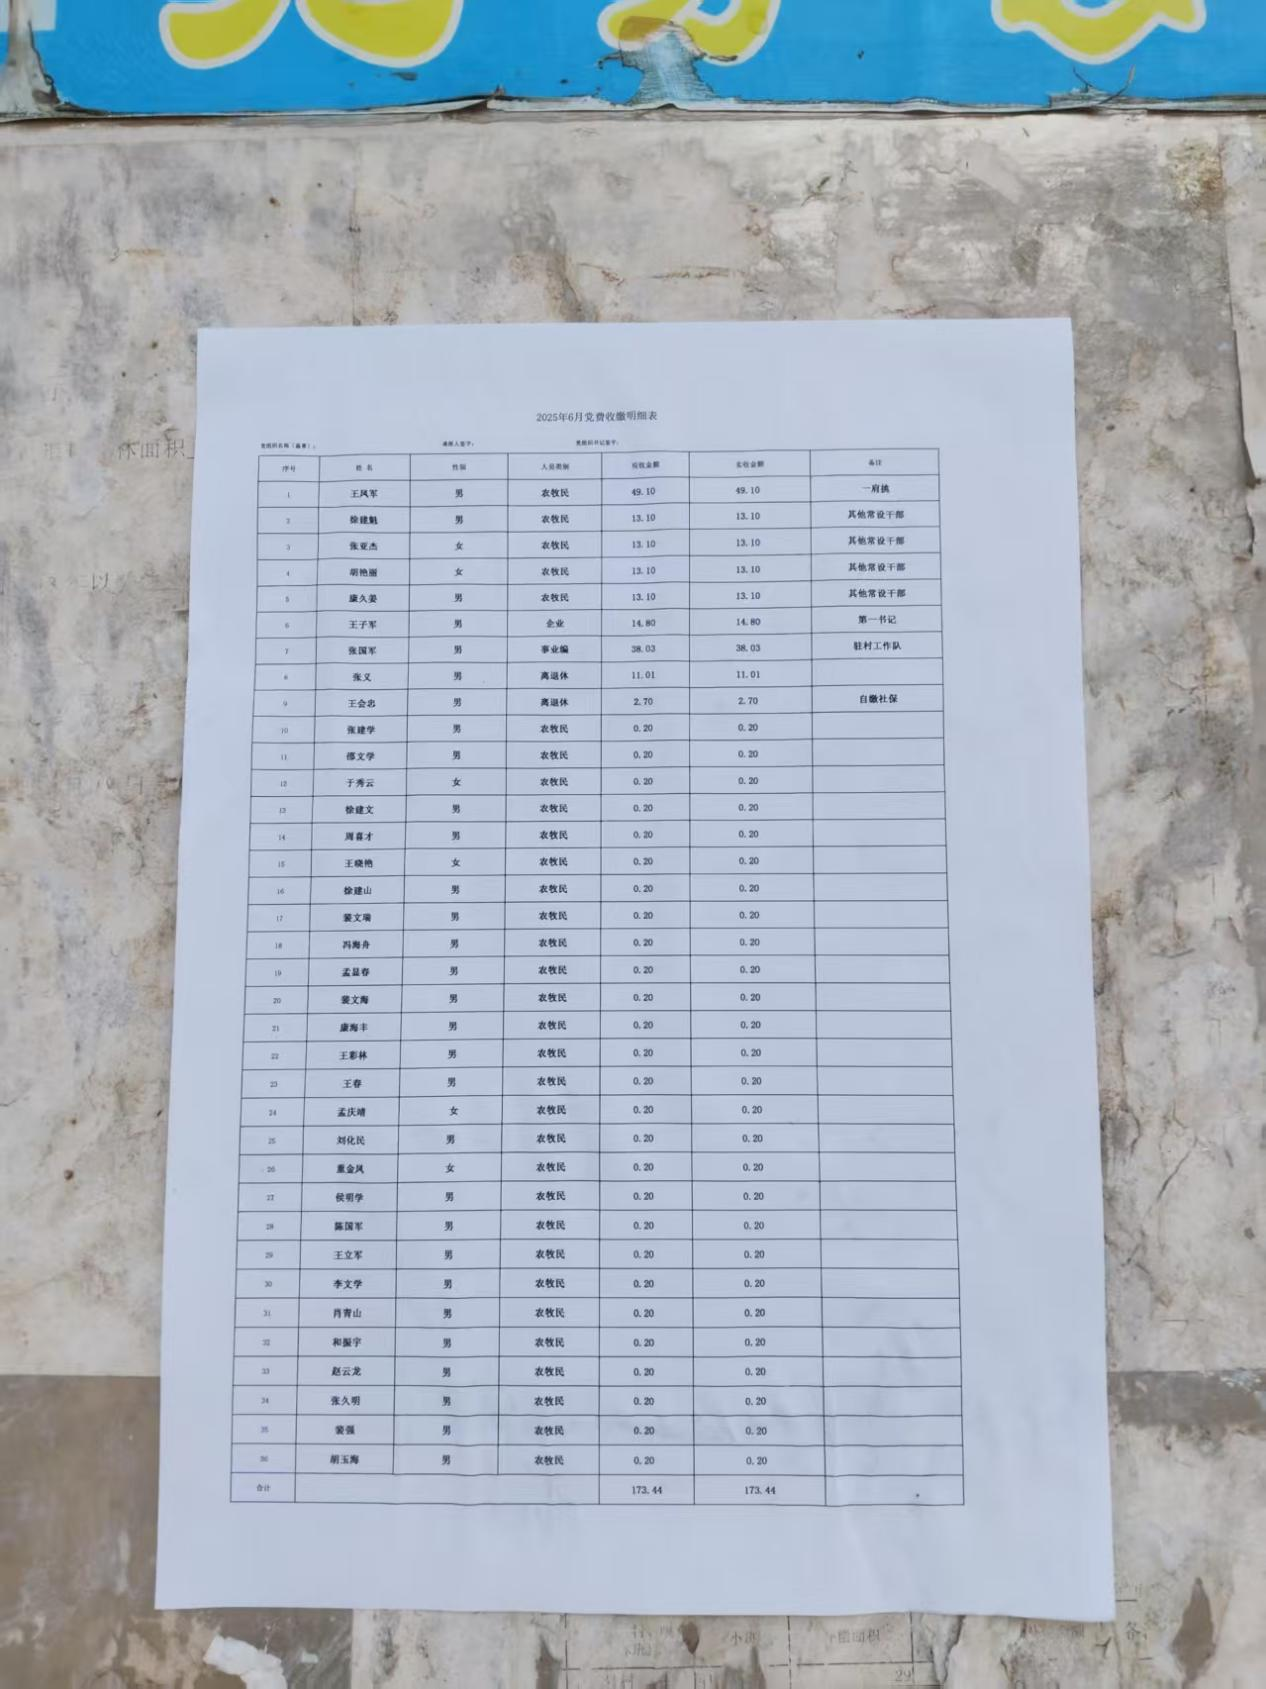 2025年6月党费收缴明细表
党组织名称（盖章）： 填报人签字： 党组织书记签字：
序号 姓 名 性别 人员类别 应收金额 实收金额 备注
1 王凤军 男 农牧民 49.10 49.10 一肩挑
2 徐建魁 男 农牧民 13.10 13.10 其他常设干部
3 张亚杰 女 农牧民 13.10 13.10 其他常设干部
4 胡艳丽 女 农牧民 13.10 13.10 其他常设干部
5 康久晏 男 农牧民 13.10 13.10 其他常设干部
6 王子军 男 企业 14.80 14.80 第一书记
7 张国军 男 事业编 38.03 38.03 驻村工作队
8 张义 男 离退休 11.01 11.01
9 王会忠 男 离退休 2.70 2.70 自缴社保
10 张建学 男 农牧民 0.20 0.20
11 邵文学 男 农牧民 0.20 0.20
12 于秀云 女 农牧民 0.20 0.20
13 徐建文 男 农牧民 0.20 0.20
14 周喜才 男 农牧民 0.20 0.20
15 王晓艳 女 农牧民 0.20 0.20
16 徐建山 男 农牧民 0.20 0.20
17 裴文瑞 男 农牧民 0.20 0.20
18 冯海舟 男 农牧民 0.20 0.20
19 孟显春 男 农牧民 0.20 0.20
20 裴文海 男 农牧民 0.20 0.20
21 康海丰 男 农牧民 0.20 0.20
22 王彩林 男 农牧民 0.20 0.20
23 王春 男 农牧民 0.20 0.20
24 孟庆靖 女 农牧民 0.20 0.20
25 刘化民 男 农牧民 0.20 0.20
26 董金凤 女 农牧民 0.20 0.20
27 侯明学 男 农牧民 0.20 0.20
28 陈国军 男 农牧民 0.20 0.20
29 王立军 男 农牧民 0.20 0.20
30 李文学 男 农牧民 0.20 0.20
31 肖青山 男 农牧民 0.20 0.20
32 和振宇 男 农牧民 0.20 0.20
33 赵云龙 男 农牧民 0.20 0.20
34 张久明 男 农牧民 0.20 0.20
35 裴强 男 农牧民 0.20 0.20
36 胡玉海 男 农牧民 0.20 0.20
合计 173.44 173.44